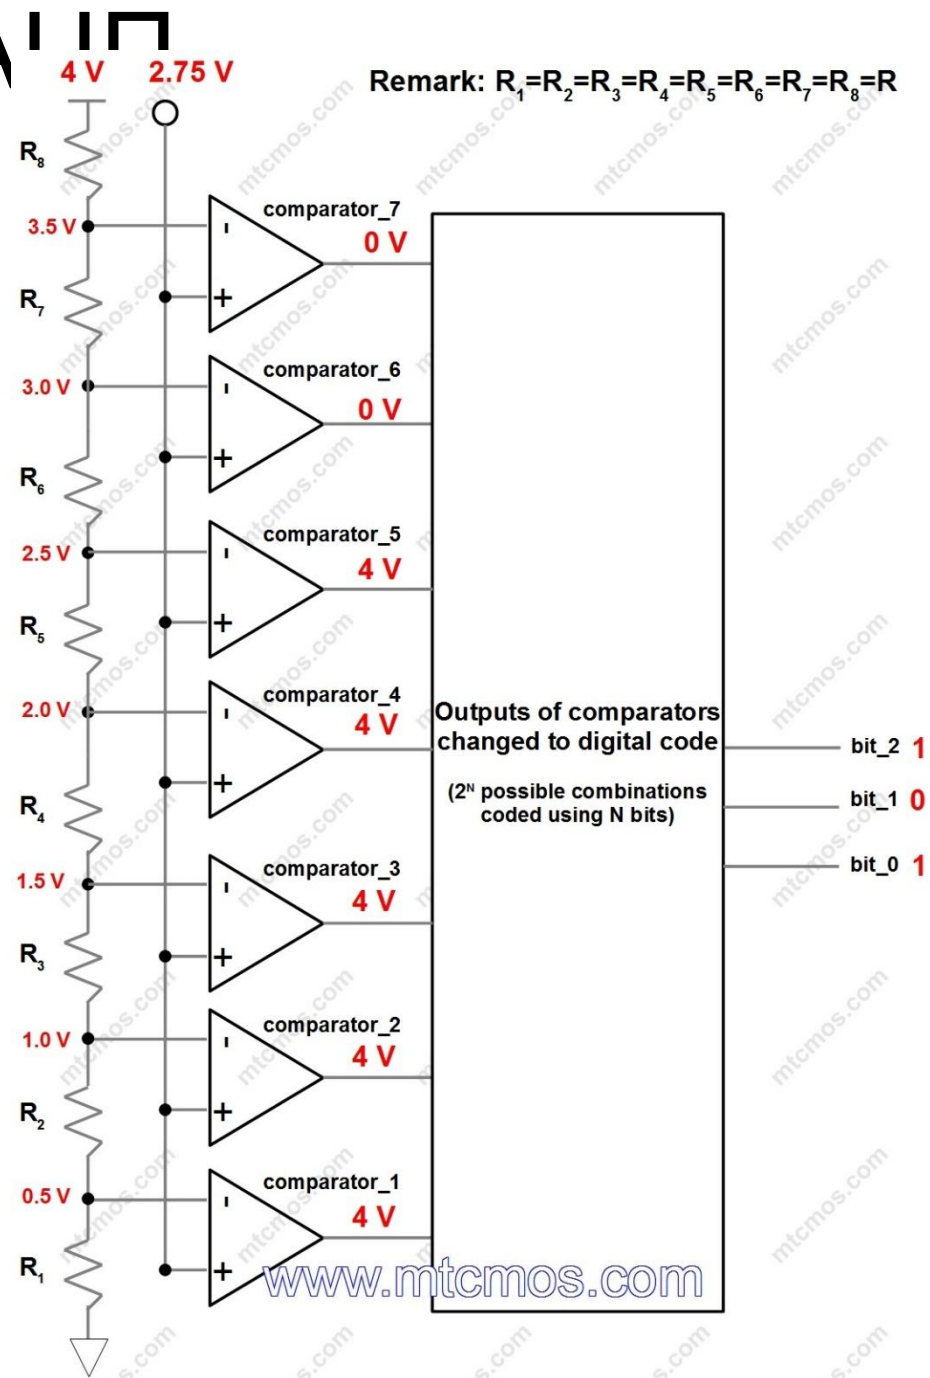 4 V 2.75 V
Remark: R₁=R₂=R₃=R₄=R₅=R₆=R₇=R₈=R
R₈
comparator_7
3.5 V - 0 V
+
R₇
comparator_6
3.0 V - 0 V
+
R₆
comparator_5
2.5 V - 4 V
+
R₅
comparator_4
2.0 V - 4 V
+
Outputs of comparators
changed to digital code
(2ᴺ possible combinations
coded using N bits)
bit_2 1
bit_1 0
bit_0 1
R₄
comparator_3
1.5 V - 4 V
+
R₃
comparator_2
1.0 V - 4 V
+
R₂
comparator_1
0.5 V - 4 V
+
R₁
www.mtcmos.com
mtcmos.com